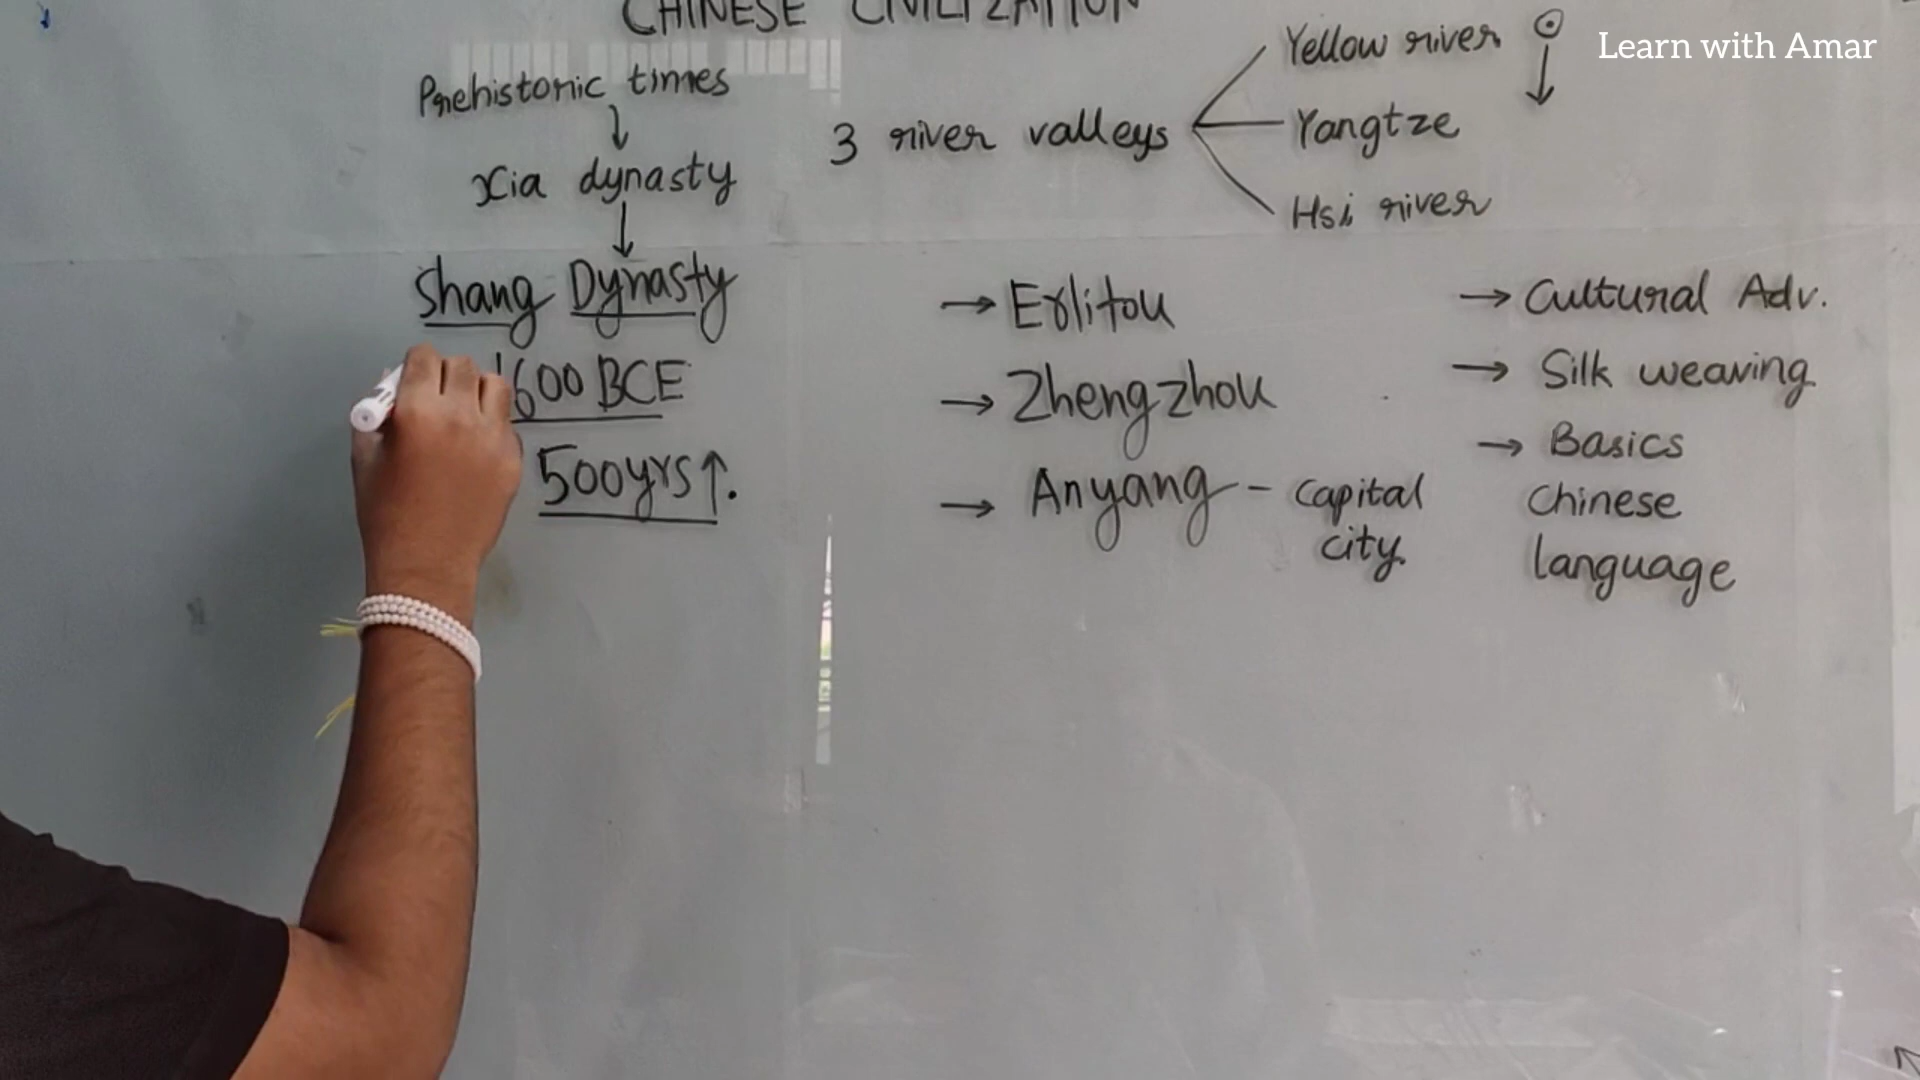 CHINESE CIVILIZATION
Learn with Amar
Prehistoric times
↓
Xia dynasty
↓
Shang Dynasty
1600 BCE
500yrs↑.
3 river valleys
Yellow river
↓
Yangtze
Hsi river
→ Erlitou
→ Zhengzhou
→ Anyang - Capital
city.
→ Cultural Adv.
→ Silk weaving
→ Basics
Chinese
language